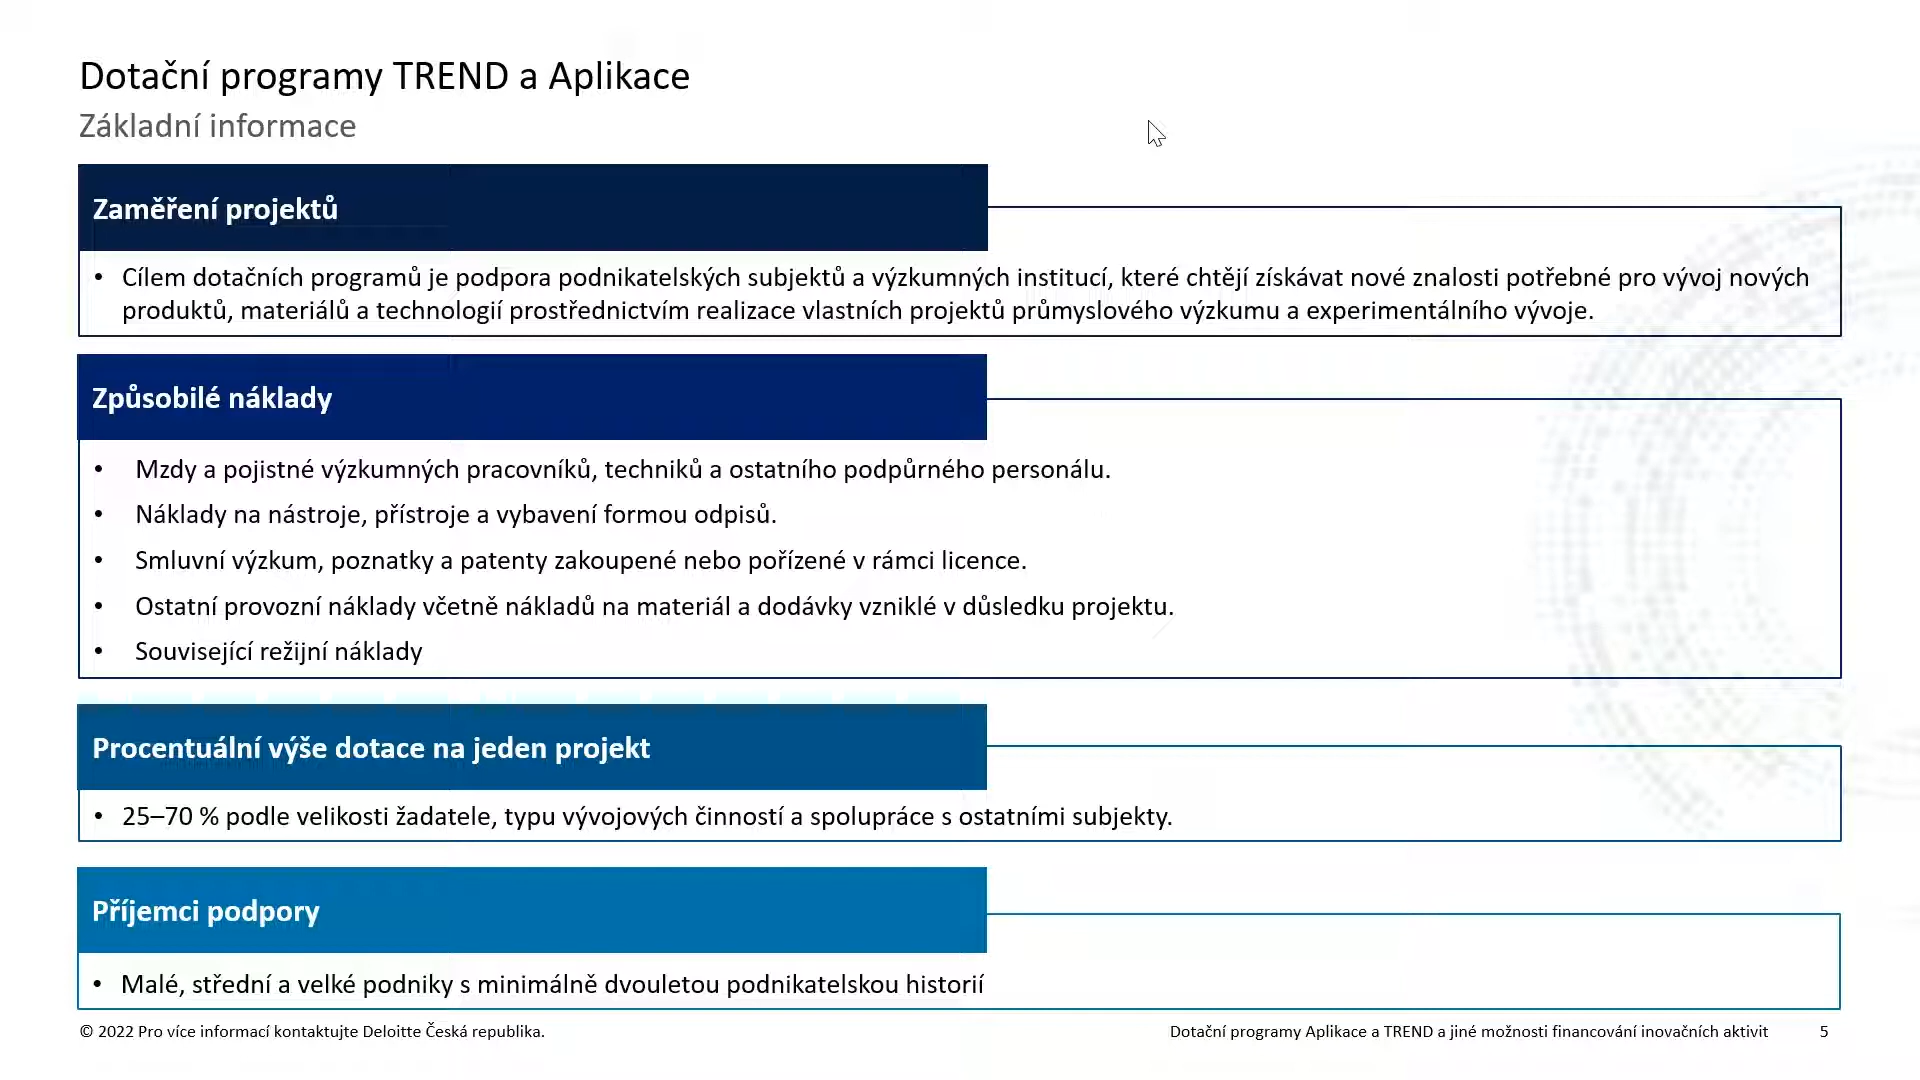 Dotační programy TREND a Aplikace
Základní informace
Zaměření projektů
• Cílem dotačních programů je podpora podnikatelských subjektů a výzkumných institucí, které chtějí získávat nové znalosti potřebné pro vývoj nových
produktů, materiálů a technologií prostřednictvím realizace vlastních projektů průmyslového výzkumu a experimentálního vývoje.
Způsobilé náklady
• Mzdy a pojistné výzkumných pracovníků, techniků a ostatního podpůrného personálu.
• Náklady na nástroje, přístroje a vybavení formou odpisů.
• Smluvní výzkum, poznatky a patenty zakoupené nebo pořízené v rámci licence.
• Ostatní provozní náklady včetně nákladů na materiál a dodávky vzniklé v důsledku projektu.
• Související režijní náklady
Procentuální výše dotace na jeden projekt
• 25–70 % podle velikosti žadatele, typu vývojových činností a spolupráce s ostatními subjekty.
Příjemci podpory
• Malé, střední a velké podniky s minimálně dvouletou podnikatelskou historií
© 2022 Pro více informací kontaktujte Deloitte Česká republika.
Dotační programy Aplikace a TREND a jiné možnosti financování inovačních aktivit 5